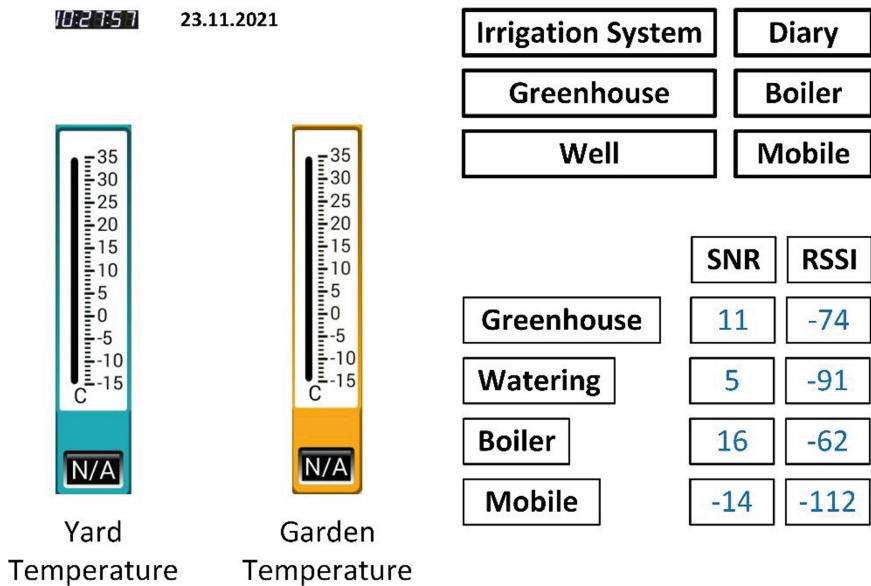 10:27:57 23.11.2021
Irrigation System Diary
Greenhouse Boiler
Well Mobile
35
30
25
20
15
10
5
0
-5
-10
-15
C
N/A
Yard
Temperature
35
30
25
20
15
10
5
0
-5
-10
-15
C
N/A
Garden
Temperature
SNR RSSI
Greenhouse 11 -74
Watering 5 -91
Boiler 16 -62
Mobile -14 -112